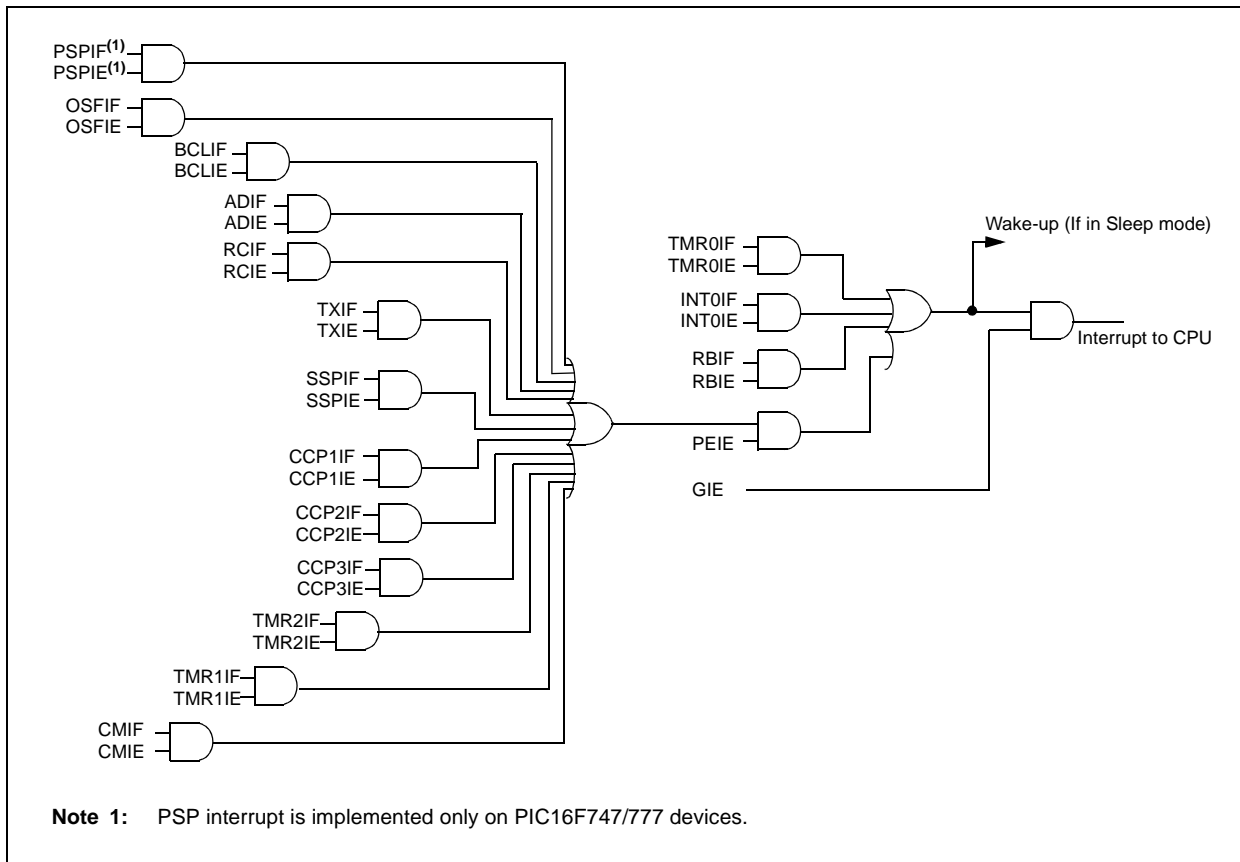 PSPIF(1)
PSPIE(1)
OSFIF
OSFIE
BCLIF
BCLIE
ADIF
ADIE
RCIF
RCIE
TXIF
TXIE
SSPIF
SSPIE
CCP1IF
CCP1IE
CCP2IF
CCP2IE
CCP3IF
CCP3IE
TMR2IF
TMR2IE
TMR1IF
TMR1IE
CMIF
CMIE
TMR0IF
TMR0IE
INT0IF
INT0IE
RBIF
RBIE
PEIE
GIE
Wake-up (If in Sleep mode)
Interrupt to CPU
Note 1: PSP interrupt is implemented only on PIC16F747/777 devices.